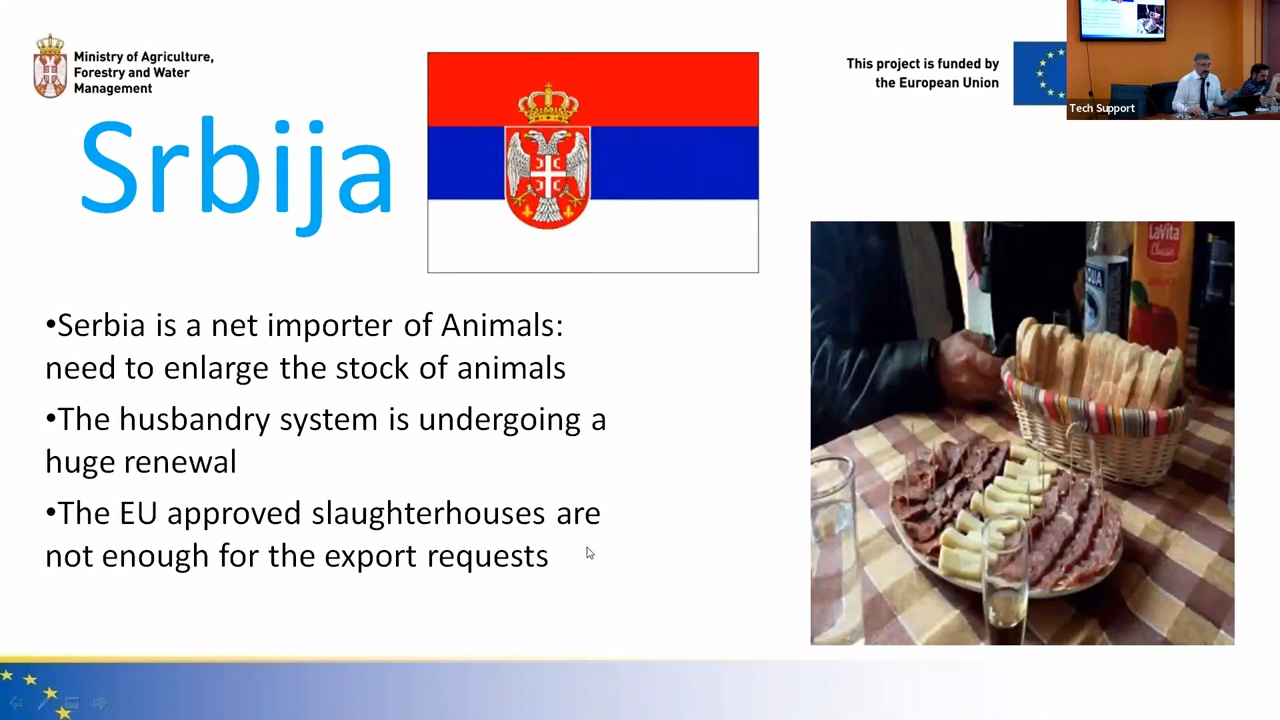 Ministry of Agriculture,
Forestry and Water
Management
This project is funded by
the European Union
Tech Support
Srbija
•Serbia is a net importer of Animals:
need to enlarge the stock of animals
•The husbandry system is undergoing a
huge renewal
•The EU approved slaughterhouses are
not enough for the export requests
LaVita
Classic